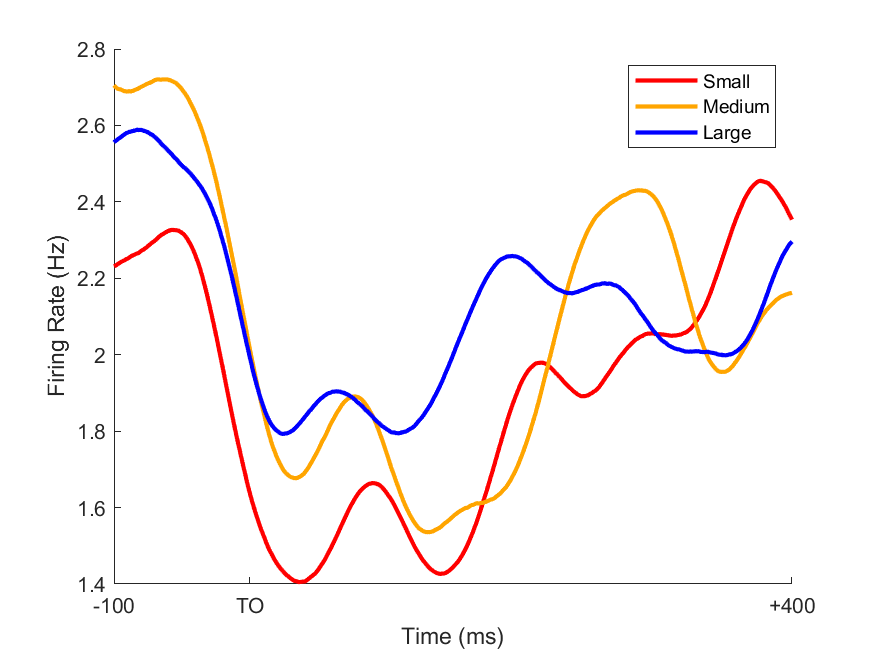 2.8
2.6
2.4
2.2
2
1.8
1.6
1.4
Firing Rate (Hz)
Small
Medium
Large
-100
TO
+400
Time (ms)